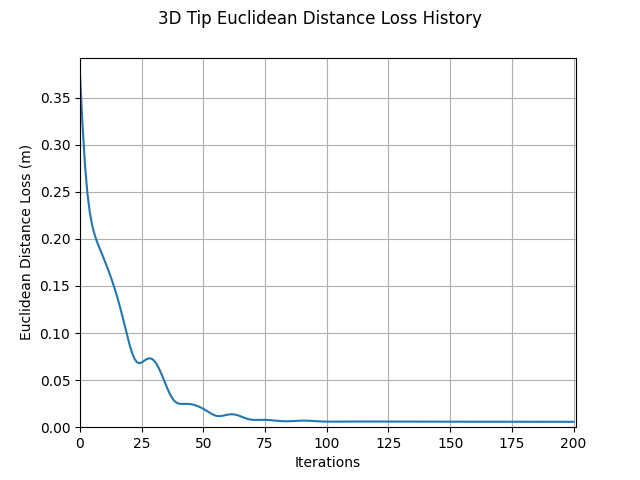 3D Tip Euclidean Distance Loss History
Euclidean Distance Loss (m)
0.35
0.30
0.25
0.20
0.15
0.10
0.05
0.00
0 25 50 75 100 125 150 175 200
Iterations